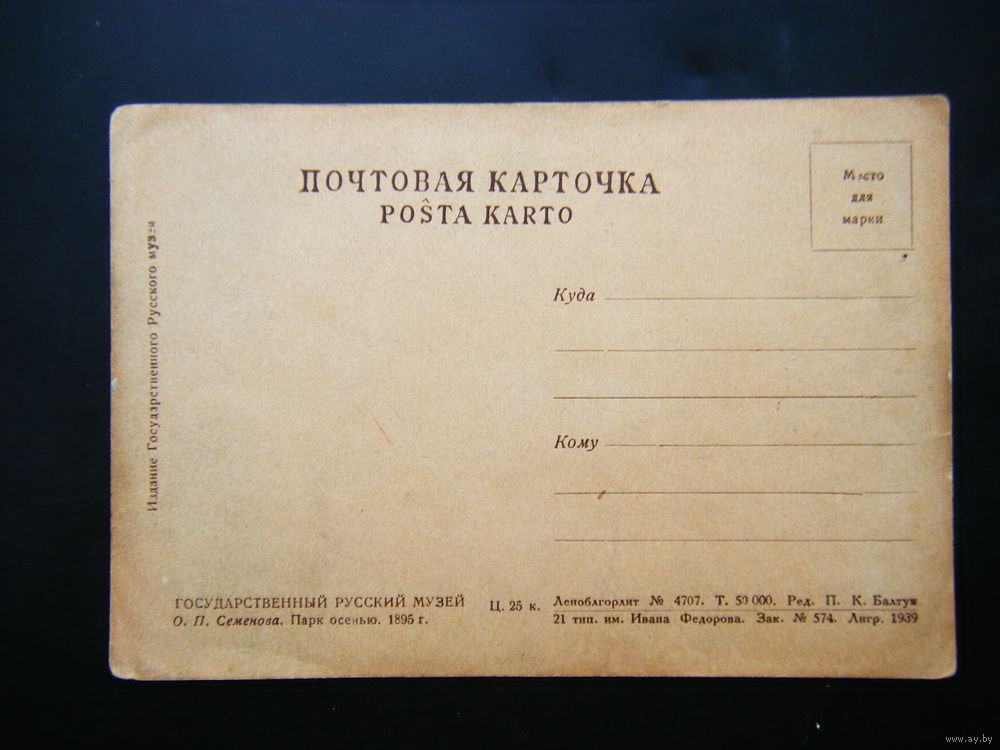 ПОЧТОВАЯ КАРТОЧКА
POŜTA KARTO
Место
для
марки
Издание Государственного Русского музея
Куда
Кому
ГОСУДАРСТВЕННЫЙ РУССКИЙ МУЗЕЙ
О. П. Семенова. Парк осенью. 1895 г.
Ц. 25 к.
Леноблгорлит № 4707. Т. 50 000. Ред. П. К. Балтун
21 тип. им. Ивана Федорова. Зак. № 574. Лнгр. 1939
www.ay.by